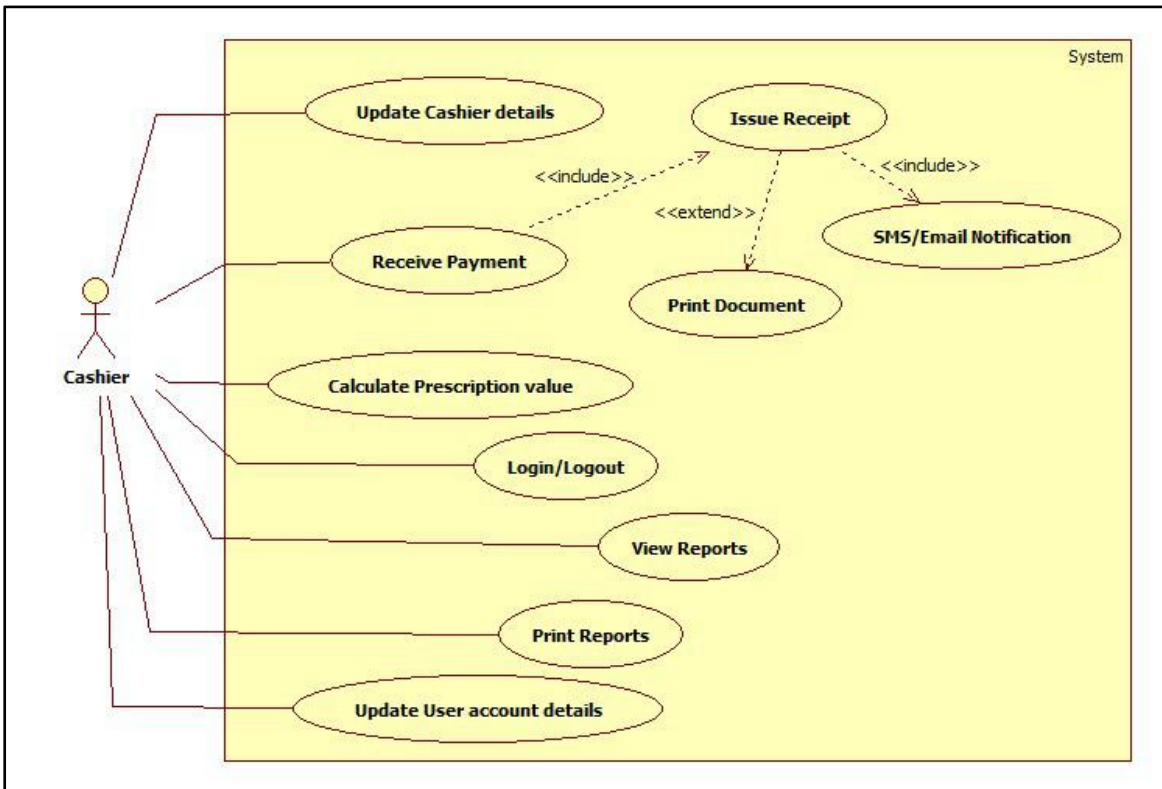 System
Update Cashier details
Issue Receipt
<<include>>
<<include>>
<<extend>>
SMS/Email Notification
Receive Payment
Print Document
Cashier
Calculate Prescription value
Login/Logout
View Reports
Print Reports
Update User account details